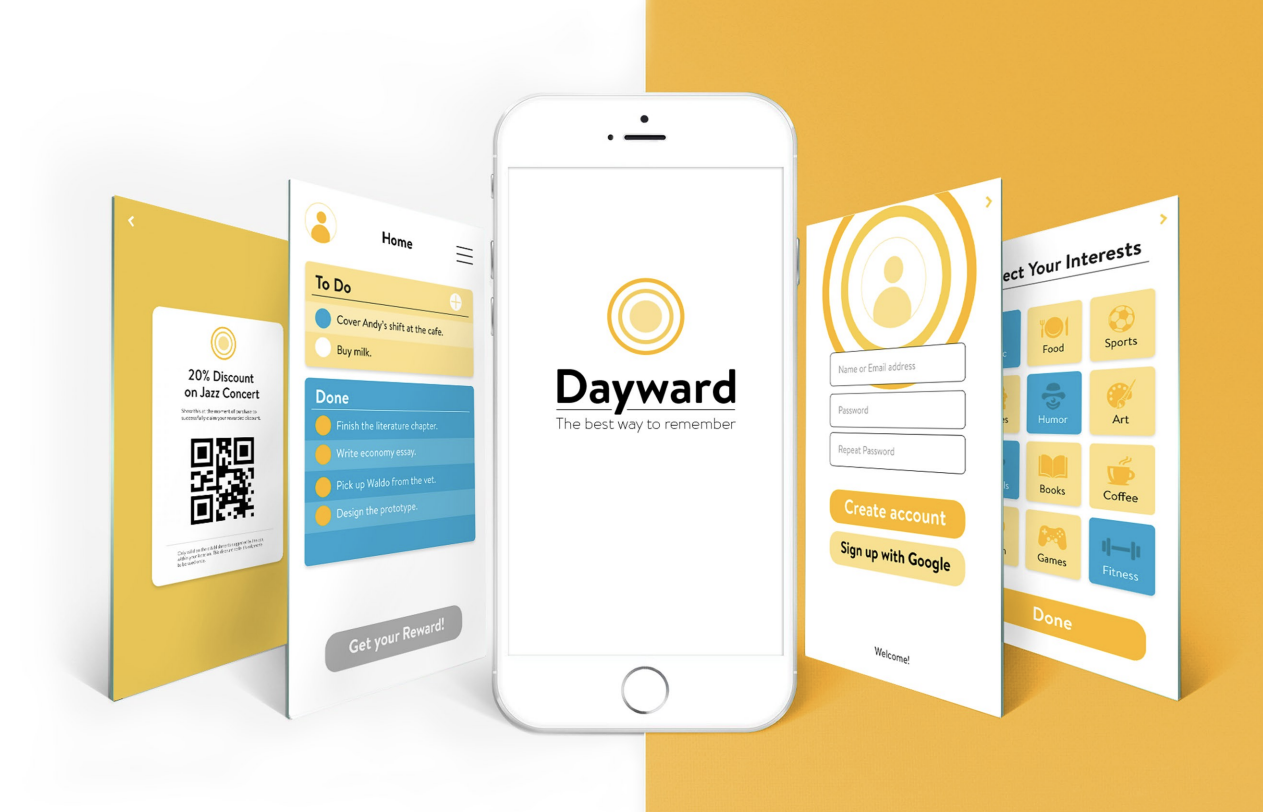 20% Discount
on Jazz Concert
Home
To Do
Cover Andy's shift at the cafe.
Buy milk.
Done
Finish the literature chapter.
Write economy essay.
Pick up Waldo from the vet.
Design the prototype.
Get your Reward!
Dayward
The best way to remember
Name or Email address
Password
Repeat Password
Create account
Sign up with Google
Welcome!
Your Interests
Food
Sports
Humor
Art
Books
Coffee
Games
Fitness
Done